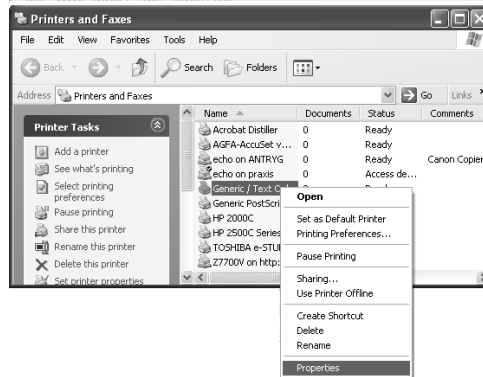 Printers and Faxes
File Edit View Favorites Tools Help
Back Search Folders
Address Printers and Faxes Go Links
Printer Tasks
Add a printer
See what's printing
Select printing
preferences
Pause printing
Share this printer
Rename this printer
Delete this printer
Set printer properties
Name Documents Status Comments
Acrobat Distiller 0 Ready
AGFA-AccuSet v... 0 Ready
echo on ANTRYG 0 Ready Canon Copier
echo on praxis 0 Access de...
Generic / Text
Generic PostScri
HP 2000C
HP 2500C Series
TOSHIBA e-STU
Z7700V on http:
Open
Set as Default Printer
Printing Preferences...
Pause Printing
Sharing...
Use Printer Offline
Create Shortcut
Delete
Rename
Properties